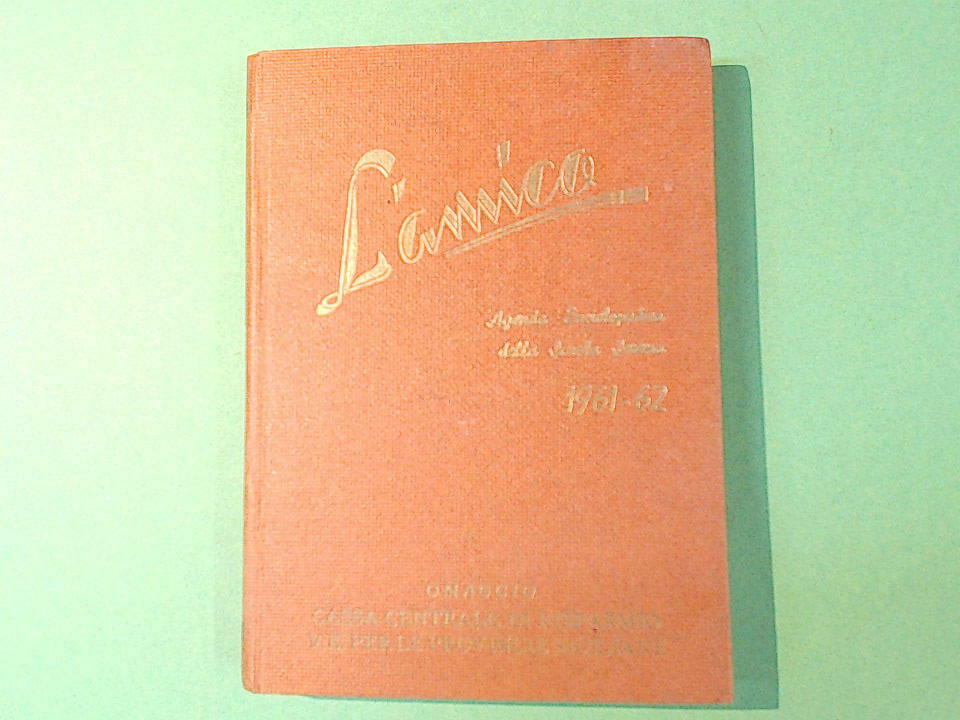 L'amico
Agenda Enciclopedica
della Scuola
1961-62
OMAGGIO
CASSA CENTRALE DI RISPARMIO
V.E. PER LE PROVINCIE SICILIANE